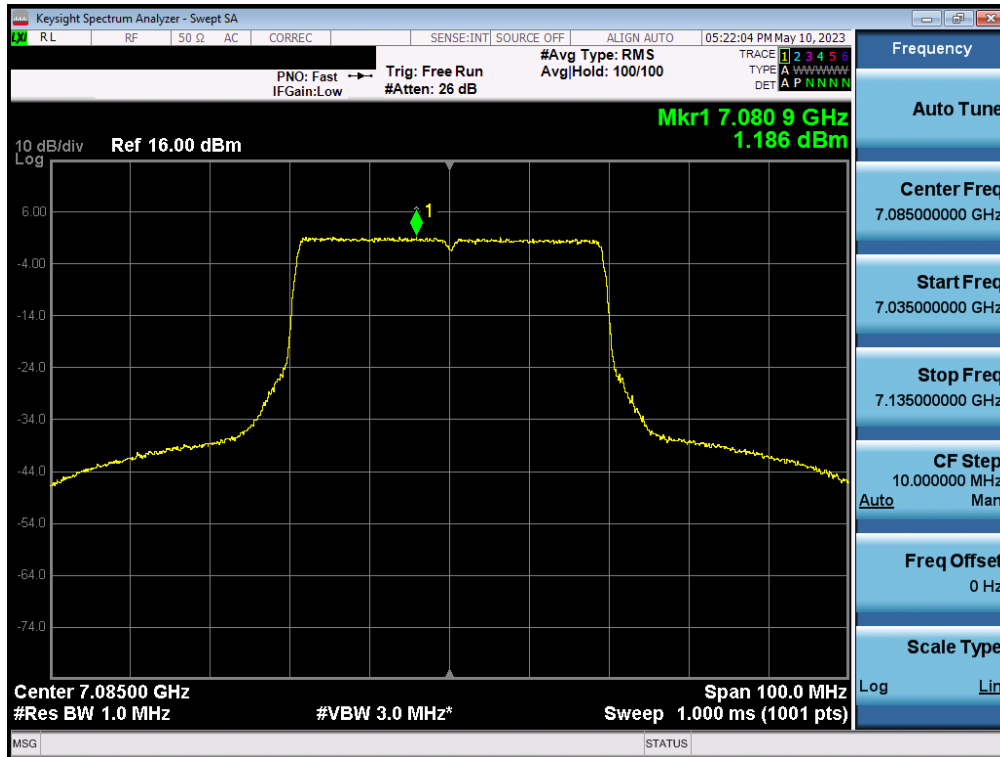 Keysight Spectrum Analyzer - Swept SA
LXI RL RF 50 Ω AC CORREC SENSE:INT SOURCE OFF ALIGN AUTO 05:22:04 PM May 10, 2023
PNO: Fast
IFGain:Low
Trig: Free Run
#Atten: 26 dB
#Avg Type: RMS
Avg|Hold: 100/100
TRACE 1 2 3 4 5 6
TYPE A WWWWW
DET A P N N N N
Mkr1 7.080 9 GHz
1.186 dBm
10 dB/div Ref 16.00 dBm
Log
6.00
-4.00
-14.0
-24.0
-34.0
-44.0
-54.0
-64.0
-74.0
1
Center 7.08500 GHz Span 100.0 MHz
#Res BW 1.0 MHz #VBW 3.0 MHz* Sweep 1.000 ms (1001 pts)
MSG STATUS
Frequency
Auto Tune
Center Freq
7.085000000 GHz
Start Freq
7.035000000 GHz
Stop Freq
7.135000000 GHz
CF Step
10.000000 MHz
Auto Man
Freq Offset
0 Hz
Scale Type
Log Lin